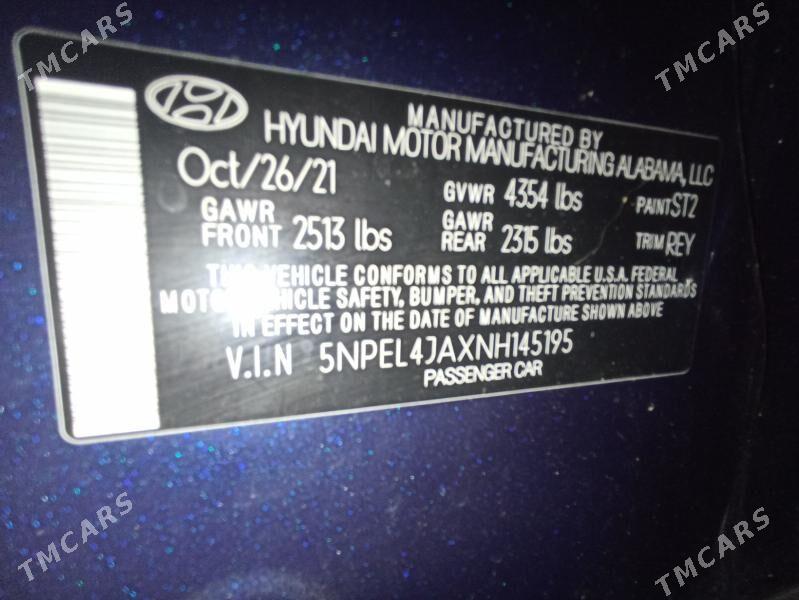 TMCARS
TMCARS
MANUFACTURED BY
HYUNDAI MOTOR MANUFACTURING ALABAMA, LLC
Oct/26/21
GVWR 4354 lbs
PAINT ST2
GAWR
FRONT 2513 lbs
GAWR
REAR 2315 lbs
TRIM REY
THIS VEHICLE CONFORMS TO ALL APPLICABLE U.S.A. FEDERAL
MOTOR VEHICLE SAFETY, BUMPER, AND THEFT PREVENTION STANDARDS
IN EFFECT ON THE DATE OF MANUFACTURE SHOWN ABOVE
V.I.N 5NPEL4JAXNH145195
PASSENGER CAR
TMCARS
TMCARS